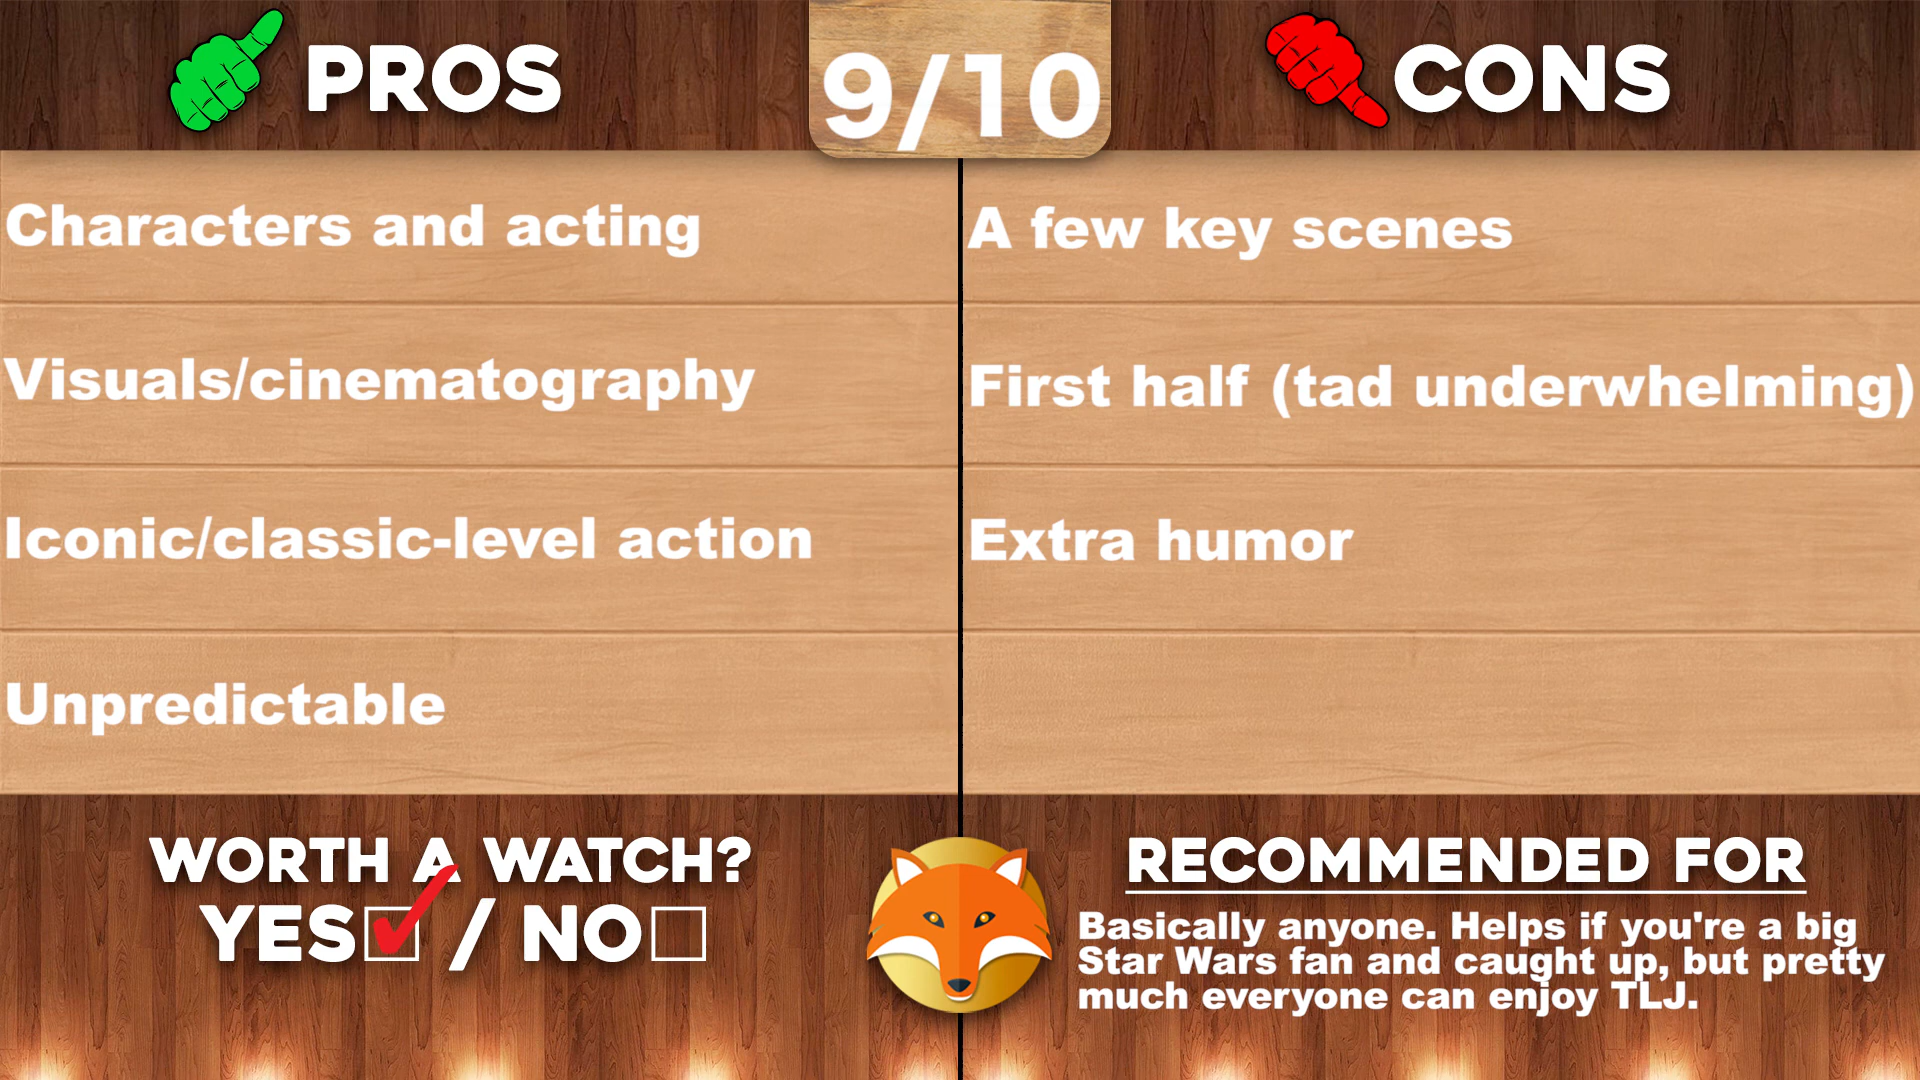 PROS
9/10
CONS
Characters and acting
Visuals/cinematography
Iconic/classic-level action
Unpredictable
A few key scenes
First half (tad underwhelming)
Extra humor
WORTH A WATCH?
YES / NO
RECOMMENDED FOR
Basically anyone. Helps if you're a big
Star Wars fan and caught up, but pretty
much everyone can enjoy TLJ.